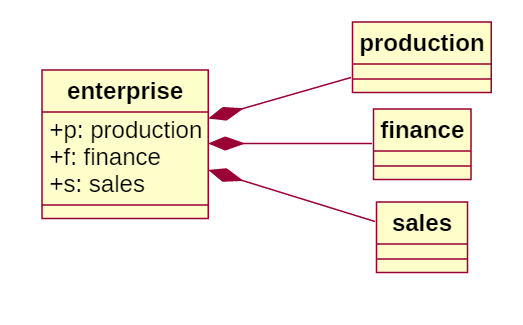 enterprise
+p: production
+f: finance
+s: sales
production
finance
sales